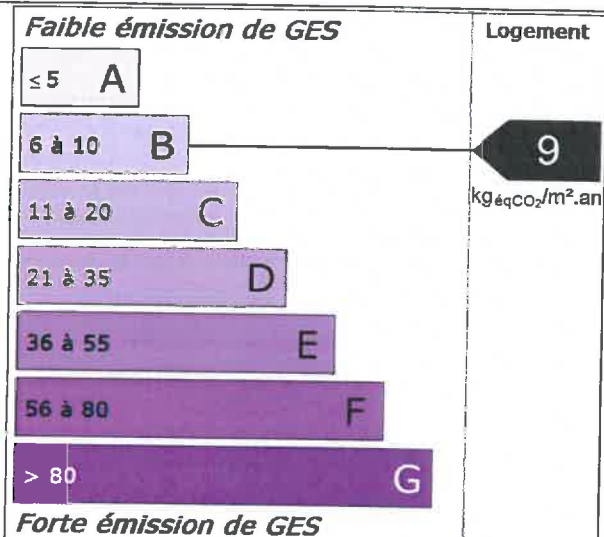 Faible émission de GES
Logement
≤ 5 A
6 à 10 B
9
kgéqCO₂/m².an
11 à 20 C
21 à 35 D
36 à 55 E
56 à 80 F
> 80 G
Forte émission de GES